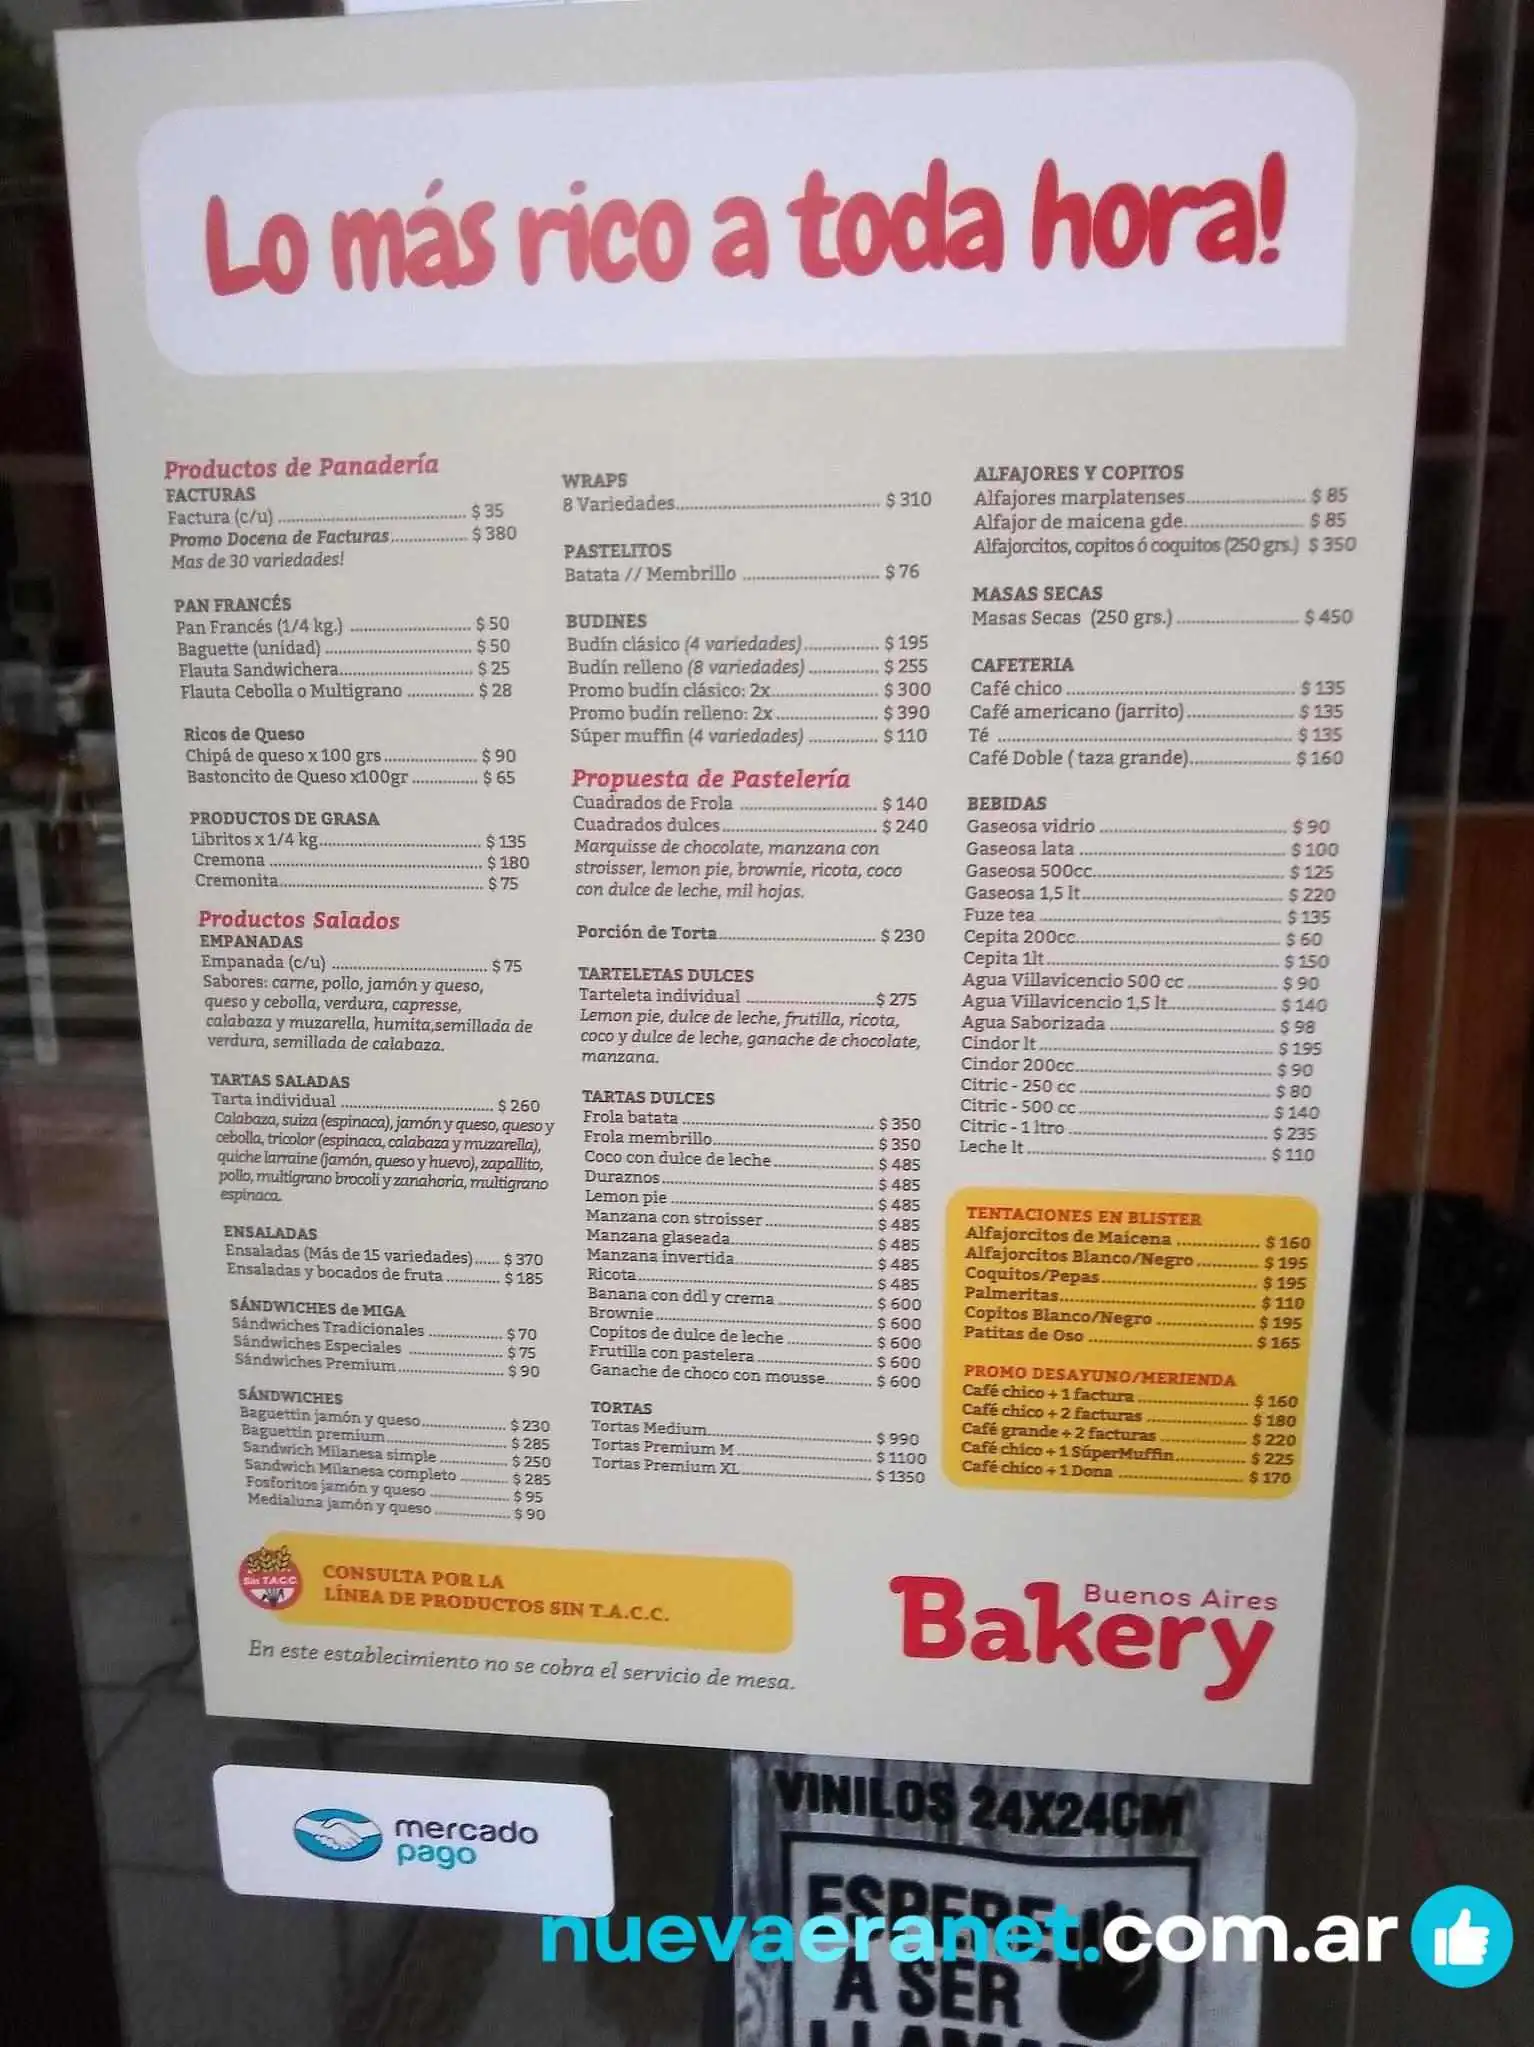 Lo más rico a toda hora!
Productos de Panadería
FACTURAS
Factura (c/u) ........ $ 35
Promo Docena de Facturas ........ $ 380
Mas de 30 variedades!
PAN FRANCÉS
Pan Francés (1/4 kg.) ........ $ 50
Baguette (unidad) ........ $ 50
Flauta Sandwichera ........ $ 25
Flauta Cebolla o Multigrano ........ $ 28
Ricos de Queso
Chipá de queso x 100 grs ........ $ 90
Bastoncito de Queso x100gr ........ $ 65
PRODUCTOS DE GRASA
Libritos x 1/4 kg ........ $ 135
Cremona ........ $ 180
Cremonita ........ $ 75
Productos Salados
EMPANADAS
Empanada (c/u) ........ $ 75
Sabores: carne, pollo, jamón y queso,
queso y cebolla, verdura, capresse,
calabaza y muzarella, humita,semillada de
verdura, semillada de calabaza.
TARTAS SALADAS
Tarta individual ........ $ 260
Calabaza, suiza (espinaca), jamón y queso, queso y
cebolla, tricolor (espinaca, calabaza y muzarella),
quiche larraine (jamón, queso y huevo), zapallito,
pollo, multigrano brocoli y zanahoria, multigrano
espinaca.
ENSALADAS
Ensaladas (Más de 15 variedades) ........ $ 370
Ensaladas y bocados de fruta ........ $ 185
SÁNDWICHES de MIGA
Sándwiches Tradicionales ........ $ 70
Sándwiches Especiales ........ $ 75
Sándwiches Premium ........ $ 90
SÁNDWICHES
Baguettin jamón y queso ........ $ 230
Baguettin premium ........ $ 285
Sandwich Milanesa simple ........ $ 250
Sandwich Milanesa completo ........ $ 285
Fosforitos jamón y queso ........ $ 95
Medialuna jamón y queso ........ $ 90
WRAPS
8 Variedades ........ $ 310
PASTELITOS
Batata // Membrillo ........ $ 76
BUDINES
Budín clásico (4 variedades) ........ $ 195
Budín relleno (8 variedades) ........ $ 255
Promo budín clásico: 2x ........ $ 300
Promo budín relleno: 2x ........ $ 390
Súper muffin (4 variedades) ........ $ 110
Propuesta de Pastelería
Cuadrados de Frola ........ $ 140
Cuadrados dulces ........ $ 240
Marquisse de chocolate, manzana con
stroisser, lemon pie, brownie, ricota, coco
con dulce de leche, mil hojas.
Porción de Torta ........ $ 230
TARTELETAS DULCES
Tarteleta individual ........ $ 275
Lemon pie, dulce de leche, frutilla, ricota,
coco y dulce de leche, ganache de chocolate,
manzana.
TARTAS DULCES
Frola batata ........ $ 350
Frola membrillo ........ $ 350
Coco con dulce de leche ........ $ 485
Duraznos ........ $ 485
Lemon pie ........ $ 485
Manzana con stroisser ........ $ 485
Manzana glaseada ........ $ 485
Manzana invertida ........ $ 485
Ricota ........ $ 485
Banana con ddl y crema ........ $ 600
Brownie ........ $ 600
Copitos de dulce de leche ........ $ 600
Frutilla con pastelera ........ $ 600
Ganache de choco con mousse ........ $ 600
TORTAS
Tortas Medium ........ $ 990
Tortas Premium M ........ $ 1100
Tortas Premium XL ........ $ 1350
ALFAJORES Y COPITOS
Alfajores marplatenses ........ $ 85
Alfajor de maicena gde. ........ $ 85
Alfajorcitos, copitos ó coquitos (250 grs.) $ 350
MASAS SECAS
Masas Secas (250 grs.) ........ $ 450
CAFETERIA
Café chico ........ $ 135
Café americano (jarrito) ........ $ 135
Té ........ $ 135
Café Doble ( taza grande) ........ $ 160
BEBIDAS
Gaseosa vidrio ........ $ 90
Gaseosa lata ........ $ 100
Gaseosa 500cc ........ $ 125
Gaseosa 1,5 lt ........ $ 220
Fuze tea ........ $ 135
Cepita 200cc ........ $ 60
Cepita 1lt ........ $ 150
Agua Villavicencio 500 cc ........ $ 90
Agua Villavicencio 1,5 lt ........ $ 140
Agua Saborizada ........ $ 98
Cindor lt ........ $ 195
Cindor 200cc ........ $ 90
Citric - 250 cc ........ $ 80
Citric - 500 cc ........ $ 140
Citric - 1 ltro ........ $ 235
Leche lt ........ $ 110
TENTACIONES EN BLISTER
Alfajorcitos de Maicena ........ $ 160
Alfajorcitos Blanco/Negro ........ $ 195
Coquitos/Pepas ........ $ 195
Palmeritas ........ $ 110
Copitos Blanco/Negro ........ $ 195
Patitas de Oso ........ $ 165
PROMO DESAYUNO/MERIENDA
Café chico + 1 factura ........ $ 160
Café chico + 2 facturas ........ $ 180
Café grande + 2 facturas ........ $ 220
Café chico + 1 SúperMuffin ........ $ 225
Café chico + 1 Dona ........ $ 170
Sin T.A.C.C.
CONSULTA POR LA
LÍNEA DE PRODUCTOS SIN T.A.C.C.
En este establecimiento no se cobra el servicio de mesa.
Buenos Aires
Bakery
mercado
pago
VINILOS 24X24CM
ESPERE
A SER
nuevaeranet.com.ar